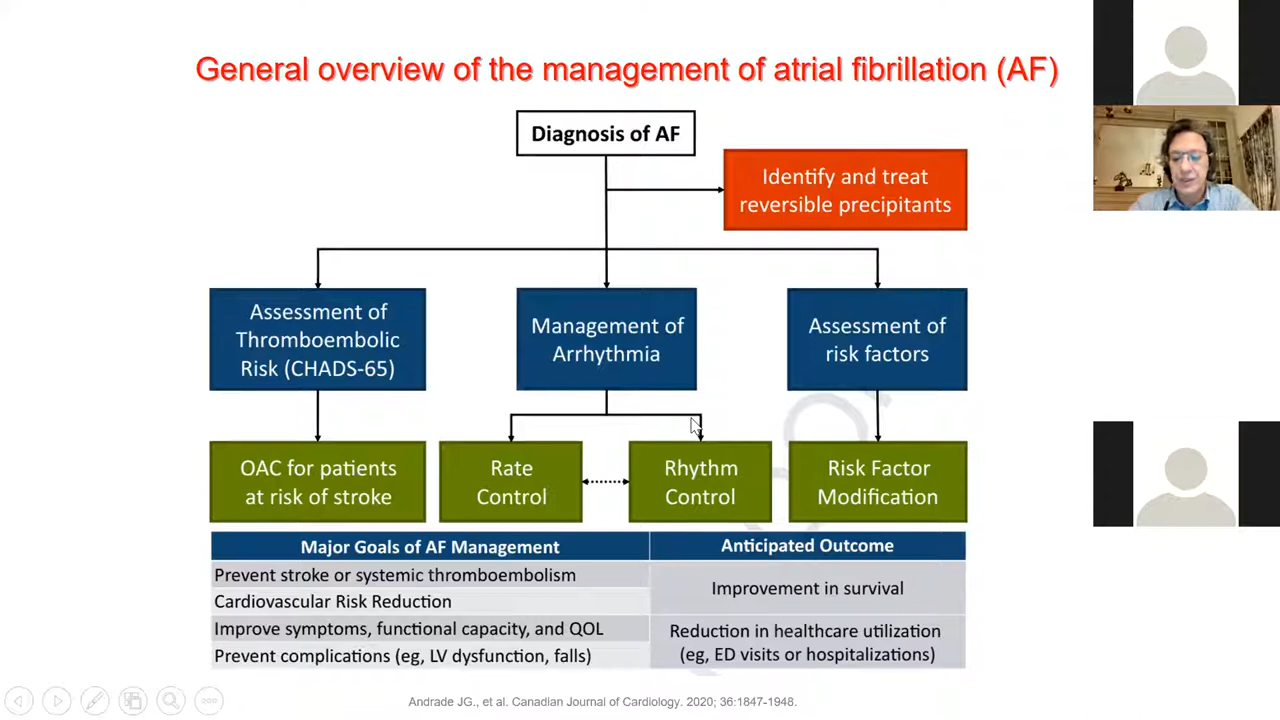 General overview of the management of atrial fibrillation (AF)
Diagnosis of AF
Identify and treat
reversible precipitants
Assessment of
Thromboembolic
Risk (CHADS-65)
Management of
Arrhythmia
Assessment of
risk factors
OAC for patients
at risk of stroke
Rate
Control
Rhythm
Control
Risk Factor
Modification
Major Goals of AF Management
Anticipated Outcome
Prevent stroke or systemic thromboembolism
Cardiovascular Risk Reduction
Improvement in survival
Improve symptoms, functional capacity, and QOL
Prevent complications (eg, LV dysfunction, falls)
Reduction in healthcare utilization
(eg, ED visits or hospitalizations)
Andrade JG., et al. Canadian Journal of Cardiology. 2020; 36:1847-1948.